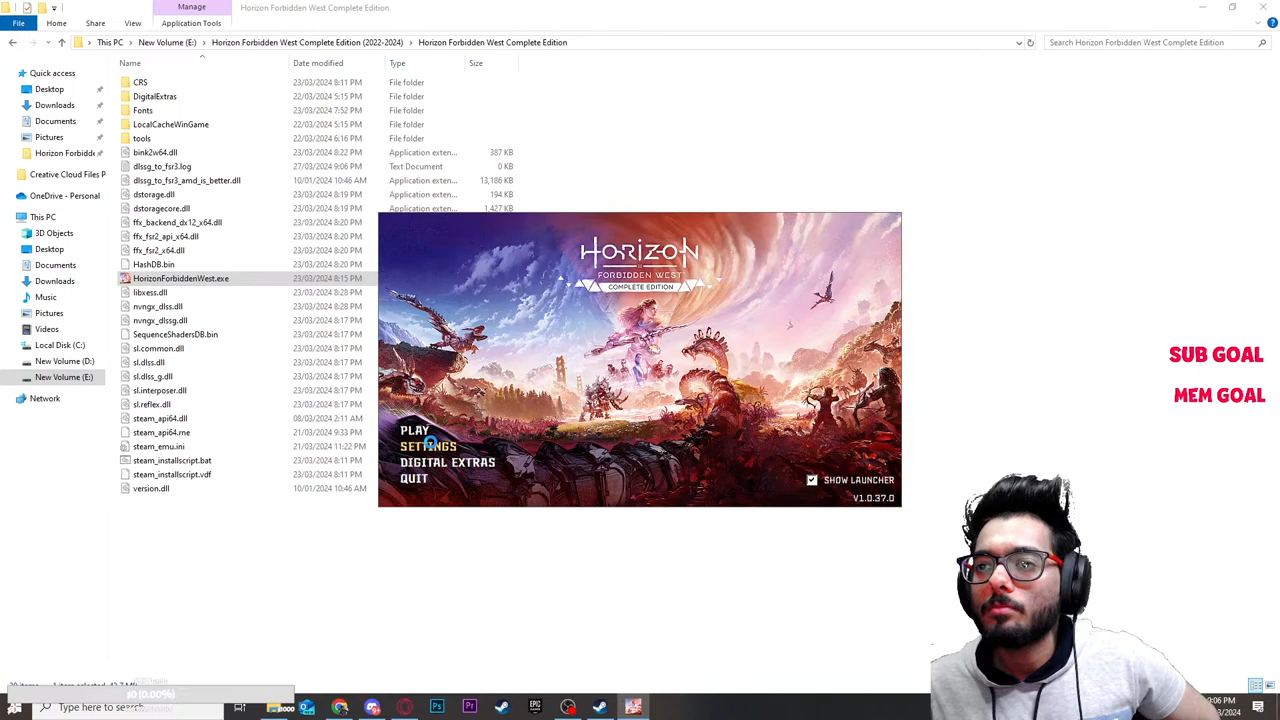 Manage
Horizon Forbidden West Complete Edition
File
Home
Share
View
Application Tools
This PC
New Volume (E:)
Horizon Forbidden West Complete Edition (2022-2024)
Horizon Forbidden West Complete Edition
Search Horizon Forbidden West Complete Edition
Name
Date modified
Type
Size
Quick access
Desktop
Downloads
Documents
Pictures
Horizon Forbidde
Creative Cloud Files P
OneDrive - Personal
This PC
3D Objects
Desktop
Documents
Downloads
Music
Pictures
Videos
Local Disk (C:)
New Volume (D:)
New Volume (E:)
Network
CRS 23/03/2024 8:11 PM File folder
DigitalExtras 22/03/2024 5:15 PM File folder
Fonts 23/03/2024 7:52 PM File folder
LocalCacheWinGame 22/03/2024 5:15 PM File folder
tools 22/03/2024 6:16 PM File folder
bink2w64.dll 23/03/2024 8:22 PM Application exten... 387 KB
dlssg_to_fsr3.log 27/03/2024 9:06 PM Text Document 0 KB
dlssg_to_fsr3_amd_is_better.dll 10/01/2024 10:46 AM Application exten... 13,186 KB
dstorage.dll 23/03/2024 8:19 PM Application exten... 194 KB
dstoragecore.dll 23/03/2024 8:19 PM Application exten... 1,427 KB
ffx_backend_dx12_x64.dll 23/03/2024 8:20 PM
ffx_fsr2_api_x64.dll 23/03/2024 8:20 PM
ffx_fsr2_x64.dll 23/03/2024 8:20 PM
HashDB.bin 23/03/2024 8:20 PM
HorizonForbiddenWest.exe 23/03/2024 8:15 PM
libxess.dll 23/03/2024 8:28 PM
nvngx_dlss.dll 23/03/2024 8:28 PM
nvngx_dlssg.dll 23/03/2024 8:17 PM
SequenceShadersDB.bin 23/03/2024 8:17 PM
sl.common.dll 23/03/2024 8:17 PM
sl.dlss.dll 23/03/2024 8:17 PM
sl.dlss_g.dll 23/03/2024 8:17 PM
sl.interposer.dll 23/03/2024 8:17 PM
sl.reflex.dll 23/03/2024 8:17 PM
steam_api64.dll 08/03/2024 2:11 AM
steam_api64.rne 21/03/2024 9:33 PM
steam_emu.ini 21/03/2024 11:22 PM
steam_installscript.bat 23/03/2024 8:11 PM
steam_installscript.vdf 23/03/2024 8:11 PM
version.dll 10/01/2024 10:46 AM
HORIZON
FORBIDDEN WEST
COMPLETE EDITION
PLAY
SETTINGS
DIGITAL EXTRAS
QUIT
SHOW LAUNCHER
V1.0.37.0
SUB GOAL
MEM GOAL
$0 (0.00%)
Type here to search